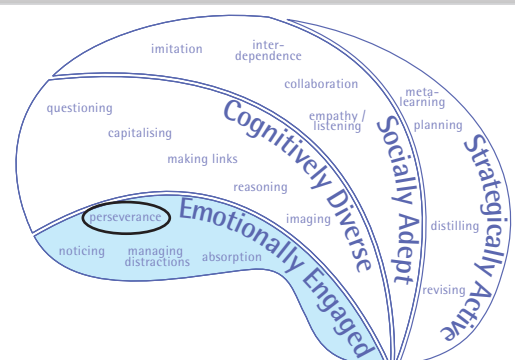 imitation
inter-
dependence
collaboration
empathy /
listening
Socially Adept
meta-
learning
planning
distilling
revising
Strategically Active
questioning
capitalising
making links
reasoning
imaging
Cognitively Diverse
perseverance
noticing
managing
distractions
absorption
Emotionally Engaged